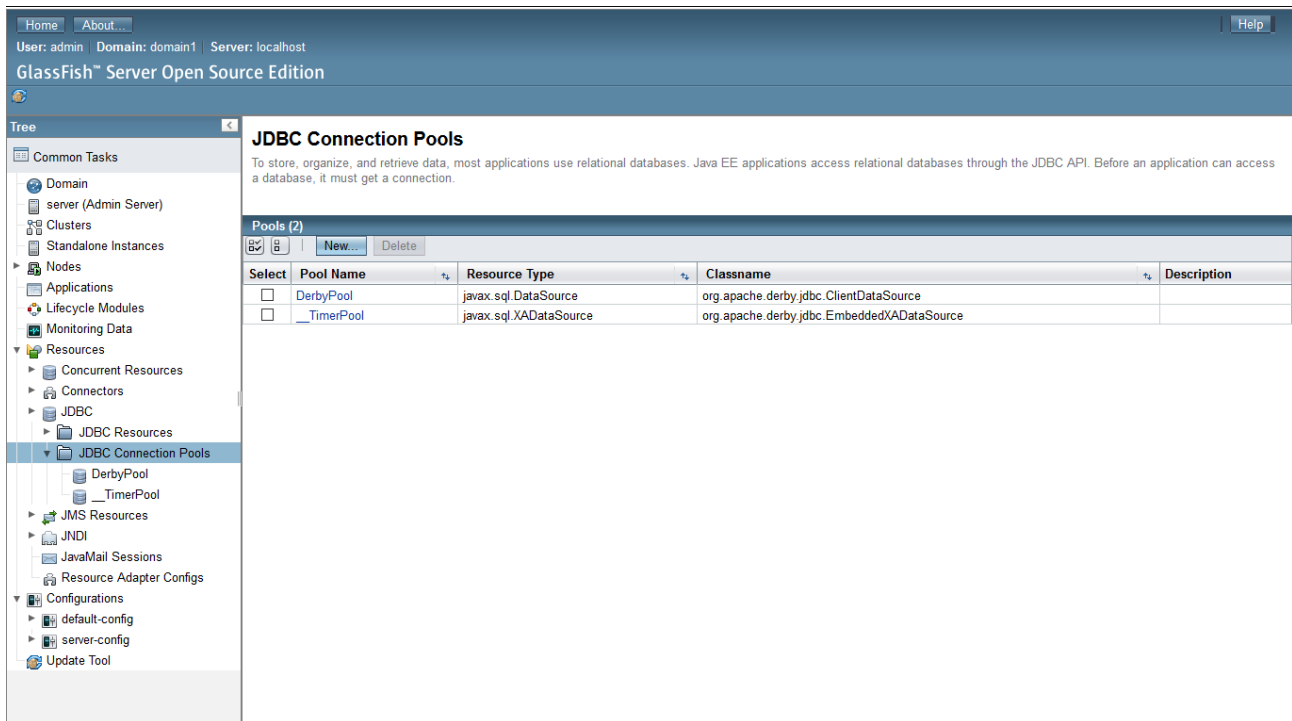 Home About... Help
User: admin Domain: domain1 Server: localhost
GlassFish™ Server Open Source Edition
Tree
Common Tasks
Domain
server (Admin Server)
Clusters
Standalone Instances
Nodes
Applications
Lifecycle Modules
Monitoring Data
Resources
Concurrent Resources
Connectors
JDBC
JDBC Resources
JDBC Connection Pools
DerbyPool
__TimerPool
JMS Resources
JNDI
JavaMail Sessions
Resource Adapter Configs
Configurations
default-config
server-config
Update Tool
JDBC Connection Pools
To store, organize, and retrieve data, most applications use relational databases. Java EE applications access relational databases through the JDBC API. Before an application can access
a database, it must get a connection.
Pools (2)
New... Delete
Select Pool Name Resource Type Classname Description
DerbyPool javax.sql.DataSource org.apache.derby.jdbc.ClientDataSource
__TimerPool javax.sql.XADataSource org.apache.derby.jdbc.EmbeddedXADataSource